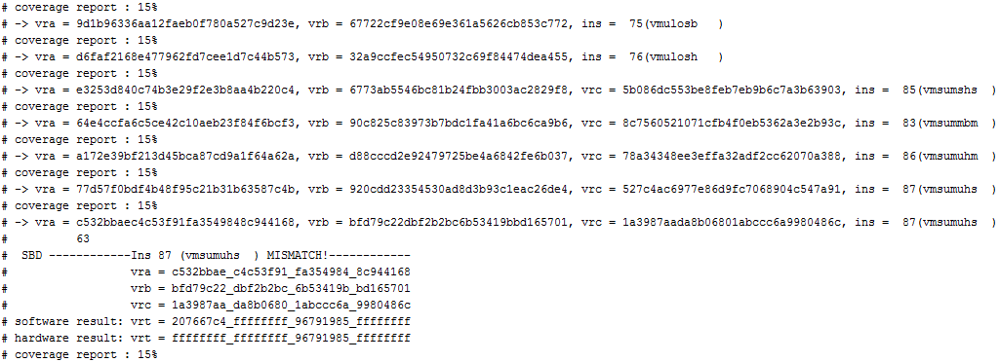 # coverage report : 15%
# -> vra = 9d1b96336aa12faeb0f780a527c9d23e, vrb = 67722cf9e08e69e361a5626cb853c772, ins =  75(vmulosb   )
# coverage report : 15%
# coverage report : 15%
# -> vra = d6faf2168e477962fd7cee1d7c44b573, vrb = 32a9ccfec54950732c69f84474dea455, ins =  76(vmulosh   )
# coverage report : 15%
# -> vra = e3253d840c74b3e29f2e3b8aa4b220c4, vrb = 6773ab5546bc81b24fbb3003ac2829f8, vrc = 5b086dc553be8feb7eb9b6c7a3b63903, ins =  85(vmsumshs  )
# coverage report : 15%
# -> vra = 64e4ccfa6c5ce42c10aeb23f84f6bcf3, vrb = 90c825c83973b7bdc1fa41a6bc6ca9b6, vrc = 8c7560521071cfb4f0eb5362a3e2b93c, ins =  83(vmsummbm  )
# coverage report : 15%
# -> vra = a172e39bf213d45bca87cd9a1f64a62a, vrb = d88cccd2e92479725be4a6842fe6b037, vrc = 78a34348ee3effa32adf2cc62070a388, ins =  86(vmsumuhm  )
# coverage report : 15%
# -> vra = 77d57f0bdf4b48f95c21b31b63587c4b, vrb = 920cdd23354530ad8d3b93c1eac26de4, vrc = 527c4ac6977e86d9fc7068904c547a91, ins =  87(vmsumuhs  )
# coverage report : 15%
# -> vra = c532bbaec4c53f91fa3549848c944168, vrb = bfd79c22dbf2b2bc6b53419bbd165701, vrc = 1a3987aada8b06801abccc6a9980486c, ins =  87(vmsumuhs  )
#          63
#  SBD ------------Ins 87 (vmsumuhs  ) MISMATCH!------------
#                 vra = c532bbae_c4c53f91_fa354984_8c944168
#                 vrb = bfd79c22_dbf2b2bc_6b53419b_bd165701
#                 vrc = 1a3987aa_da8b0680_1abccc6a_9980486c
# software result: vrt = 207667c4_ffffffff_96791985_ffffffff
# hardware result: vrt = ffffffff_ffffffff_96791985_ffffffff
# coverage report : 15%